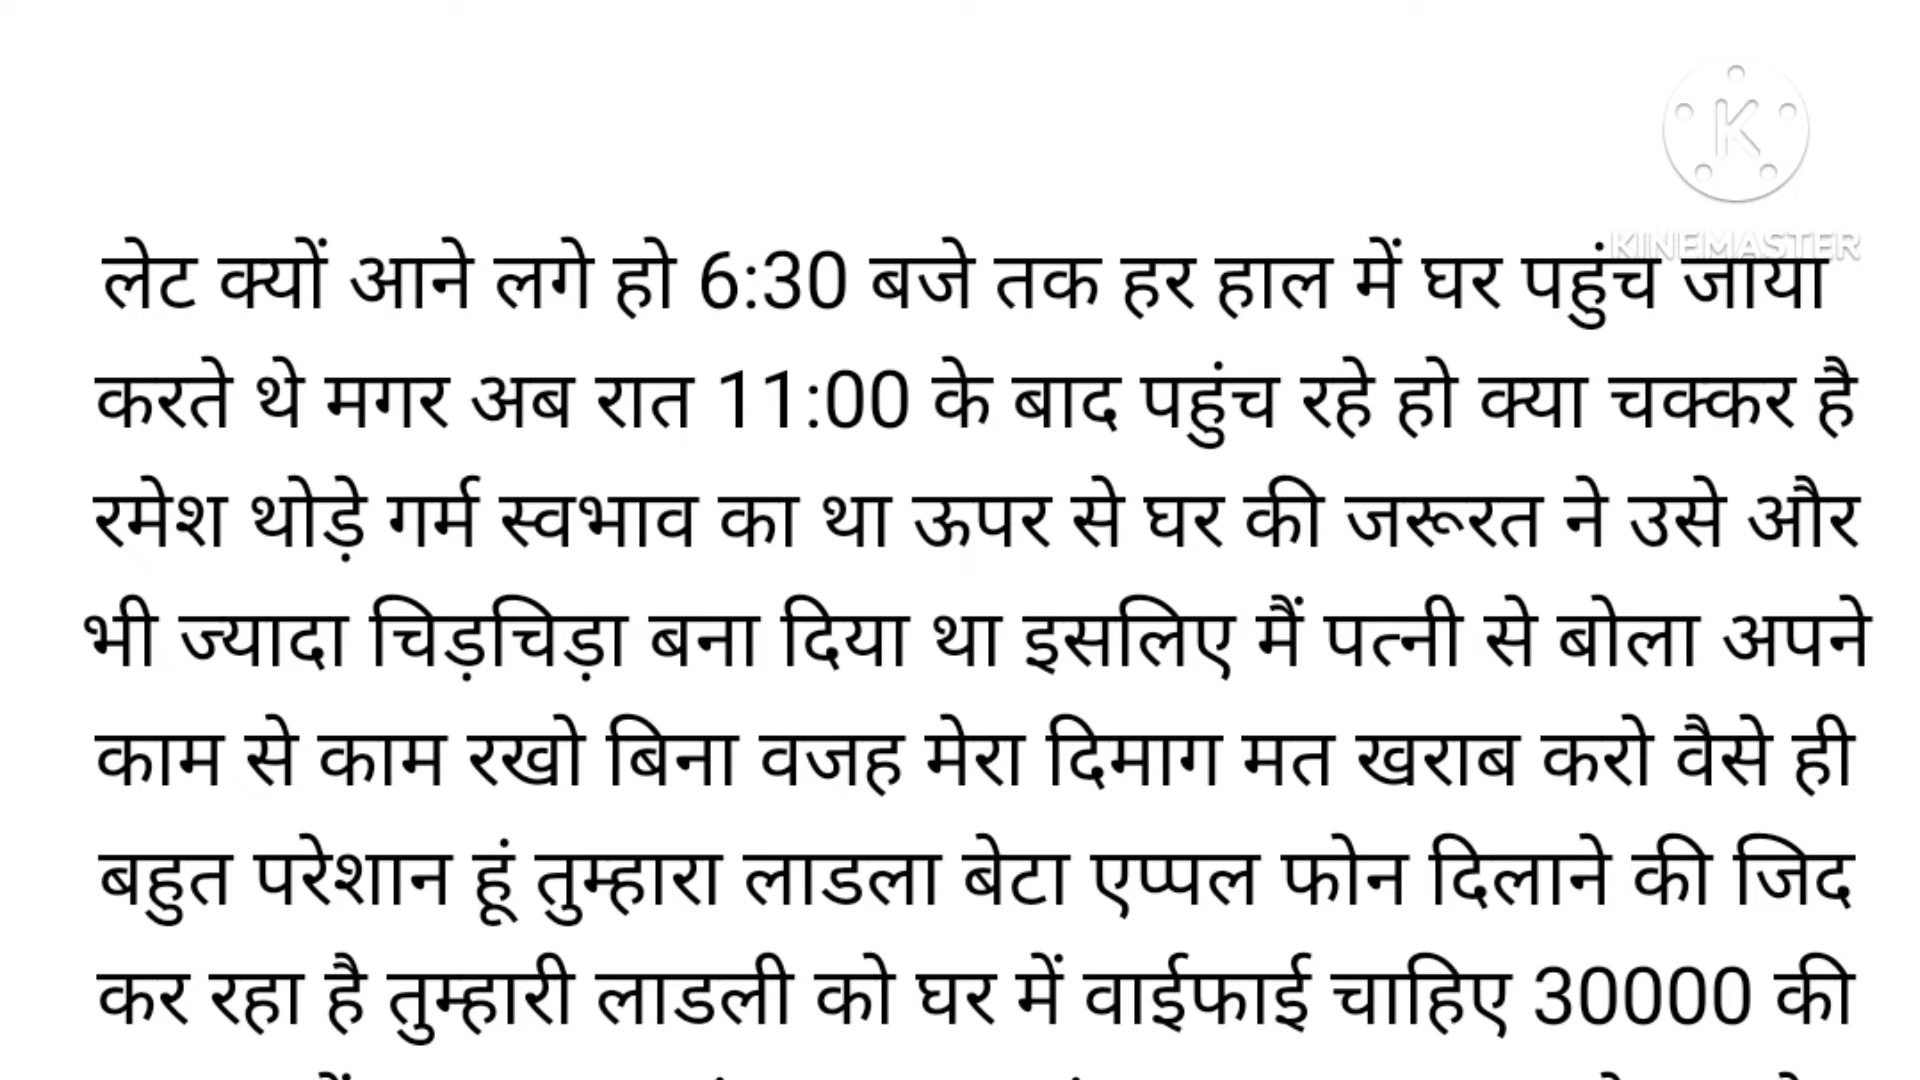 KINEMASTER
लेट क्यों आने लगे हो 6:30 बजे तक हर हाल में घर पहुंच जाया
करते थे मगर अब रात 11:00 के बाद पहुंच रहे हो क्या चक्कर है
रमेश थोड़े गर्म स्वभाव का था ऊपर से घर की जरूरत ने उसे और
भी ज्यादा चिड़चिड़ा बना दिया था इसलिए मैं पत्नी से बोला अपने
काम से काम रखो बिना वजह मेरा दिमाग मत खराब करो वैसे ही
बहुत परेशान हूं तुम्हारा लाडला बेटा एप्पल फोन दिलाने की जिद
कर रहा है तुम्हारी लाडली को घर में वाईफाई चाहिए 30000 की